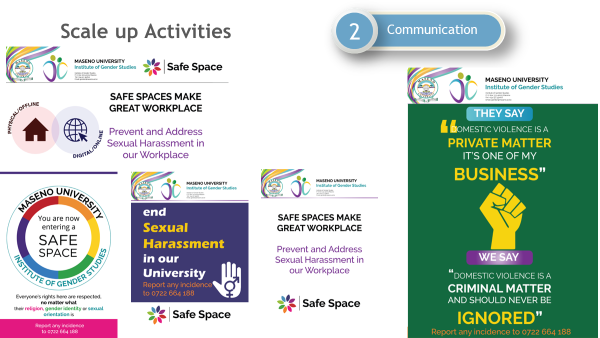 Scale up Activities
2
Communication
MASENO UNIVERSITY
Institute of Gender Studies
Safe Space
PHYSICAL/OFFLINE
DIGITAL/ONLINE
SAFE SPACES MAKE
GREAT WORKPLACE
Prevent and Address
Sexual Harassment in
our Workplace
MASENO UNIVERSITY
You are now
entering a
SAFE
SPACE
INSTITUTE OF GENDER STUDIES
Everyone's rights here are respected,
no matter what
their religion, gender identity or sexual
orientation is
Report any incidence
to 0722 664 188
MASENO UNIVERSITY
Institute of Gender Studies
end
Sexual
Harassment
in our
University
Report any incidence
to 0722 664 188
Safe Space
MASENO UNIVERSITY
Institute of Gender Studies
SAFE SPACES MAKE
GREAT WORKPLACE
Prevent and Address
Sexual Harassment in
our Workplace
Safe Space
MASENO UNIVERSITY
Institute of Gender Studies
THEY SAY
“DOMESTIC VIOLENCE IS A
PRIVATE MATTER
IT'S ONE OF MY
BUSINESS”
WE SAY
“DOMESTIC VIOLENCE IS A
CRIMINAL MATTER
AND SHOULD NEVER BE
IGNORED”
Report any incidence to 0722 664 188